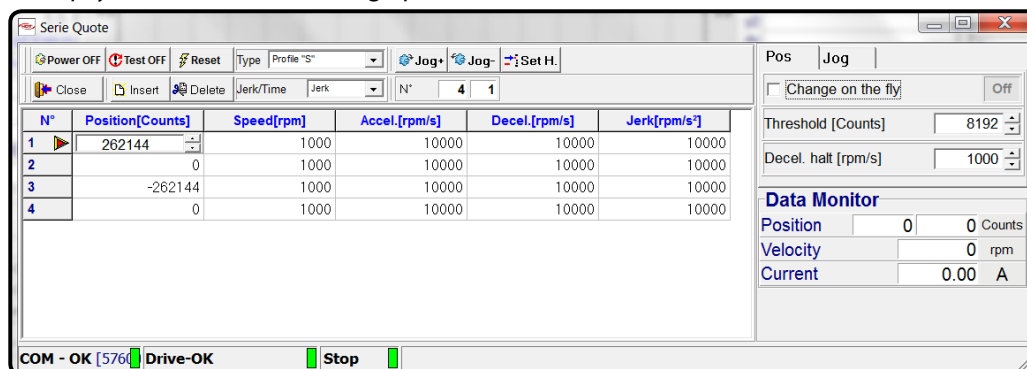 Serie Quote
Power OFF Test OFF Reset Type Profile "S" Jog+ Jog- Set H.
Close Insert Delete Jerk/Time Jerk N° 4 1
N° Position[Counts] Speed[rpm] Accel.[rpm/s] Decel.[rpm/s] Jerk[rpm/s²]
1 262144 1000 10000 10000 10000
2 0 1000 10000 10000 10000
3 -262144 1000 10000 10000 10000
4 0 1000 10000 10000 10000
Pos Jog
Change on the fly Off
Threshold [Counts] 8192
Decel. halt [rpm/s] 1000
Data Monitor
Position 0 0 Counts
Velocity 0 rpm
Current 0.00 A
COM - OK [5760 Drive-OK Stop